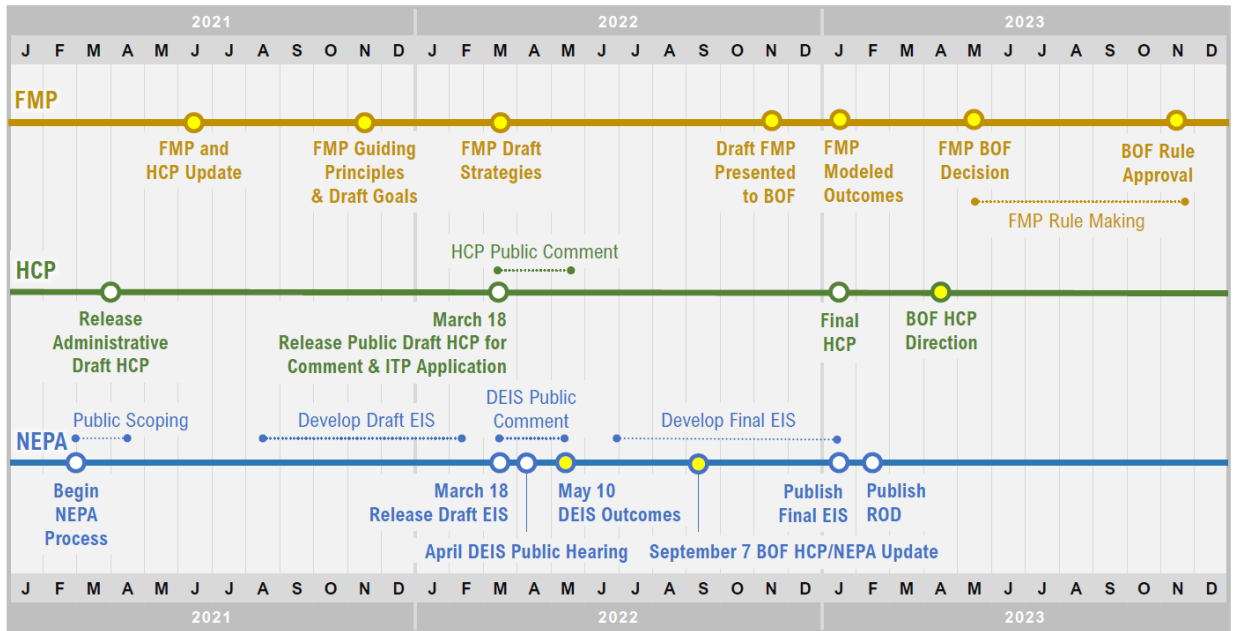 2021 2022 2023
J F M A M J J A S O N D J F M A M J J A S O N D J F M A M J J A S O N D
FMP
FMP and
HCP Update
FMP Guiding
Principles
& Draft Goals
FMP Draft
Strategies
Draft FMP
Presented
to BOF
FMP
Modeled
Outcomes
FMP BOF
Decision
BOF Rule
Approval
FMP Rule Making
HCP Public Comment
HCP
Release
Administrative
Draft HCP
March 18
Release Public Draft HCP for
Comment & ITP Application
Final
HCP
BOF HCP
Direction
Public Scoping
Develop Draft EIS
DEIS Public
Comment
Develop Final EIS
NEPA
Begin
NEPA
Process
March 18
Release Draft EIS
May 10
DEIS Outcomes
Publish
Final EIS
Publish
ROD
April DEIS Public Hearing
September 7 BOF HCP/NEPA Update
J F M A M J J A S O N D J F M A M J J A S O N D J F M A M J J A S O N D
2021 2022 2023